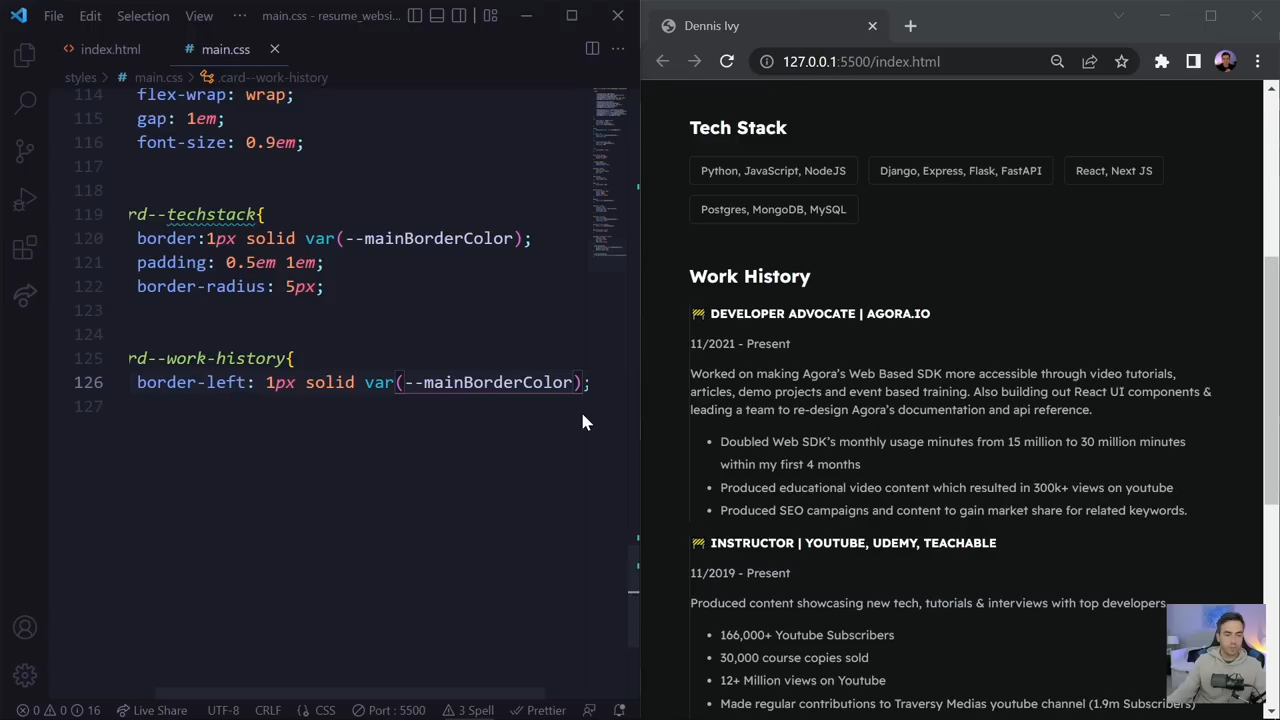 File Edit Selection View ··· main.css - resume_websi
index.html main.css
styles > main.css > .card--work-history
114 flex-wrap: wrap;
115 gap: 1em;
116 font-size: 0.9em;
117
118
119 rd--techstack{
120 border:1px solid var(--mainBorderColor);
121 padding: 0.5em 1em;
122 border-radius: 5px;
123
124
125 rd--work-history{
126 border-left: 1px solid var(--mainBorderColor);
127
0 0 16 Live Share UTF-8 CRLF CSS Port : 5500 3 Spell Prettier
Dennis Ivy
127.0.0.1:5500/index.html
Tech Stack
Python, JavaScript, NodeJS Django, Express, Flask, FastAPI React, Next JS
Postgres, MongoDB, MySQL
Work History
🚧 DEVELOPER ADVOCATE | AGORA.IO
11/2021 - Present
Worked on making Agora’s Web Based SDK more accessible through video tutorials,
articles, demo projects and event based training. Also building out React UI components &
leading a team to re-design Agora’s documentation and api reference.
• Doubled Web SDK’s monthly usage minutes from 15 million to 30 million minutes
within my first 4 months
• Produced educational video content which resulted in 300k+ views on youtube
• Produced SEO campaigns and content to gain market share for related keywords.
🚧 INSTRUCTOR | YOUTUBE, UDEMY, TEACHABLE
11/2019 - Present
Produced content showcasing new tech, tutorials & interviews with top developers.
• 166,000+ Youtube Subscribers
• 30,000 course copies sold
• 12+ Million views on Youtube
• Made regular contributions to Traversy Medias youtube channel (1.9m Subscribers)